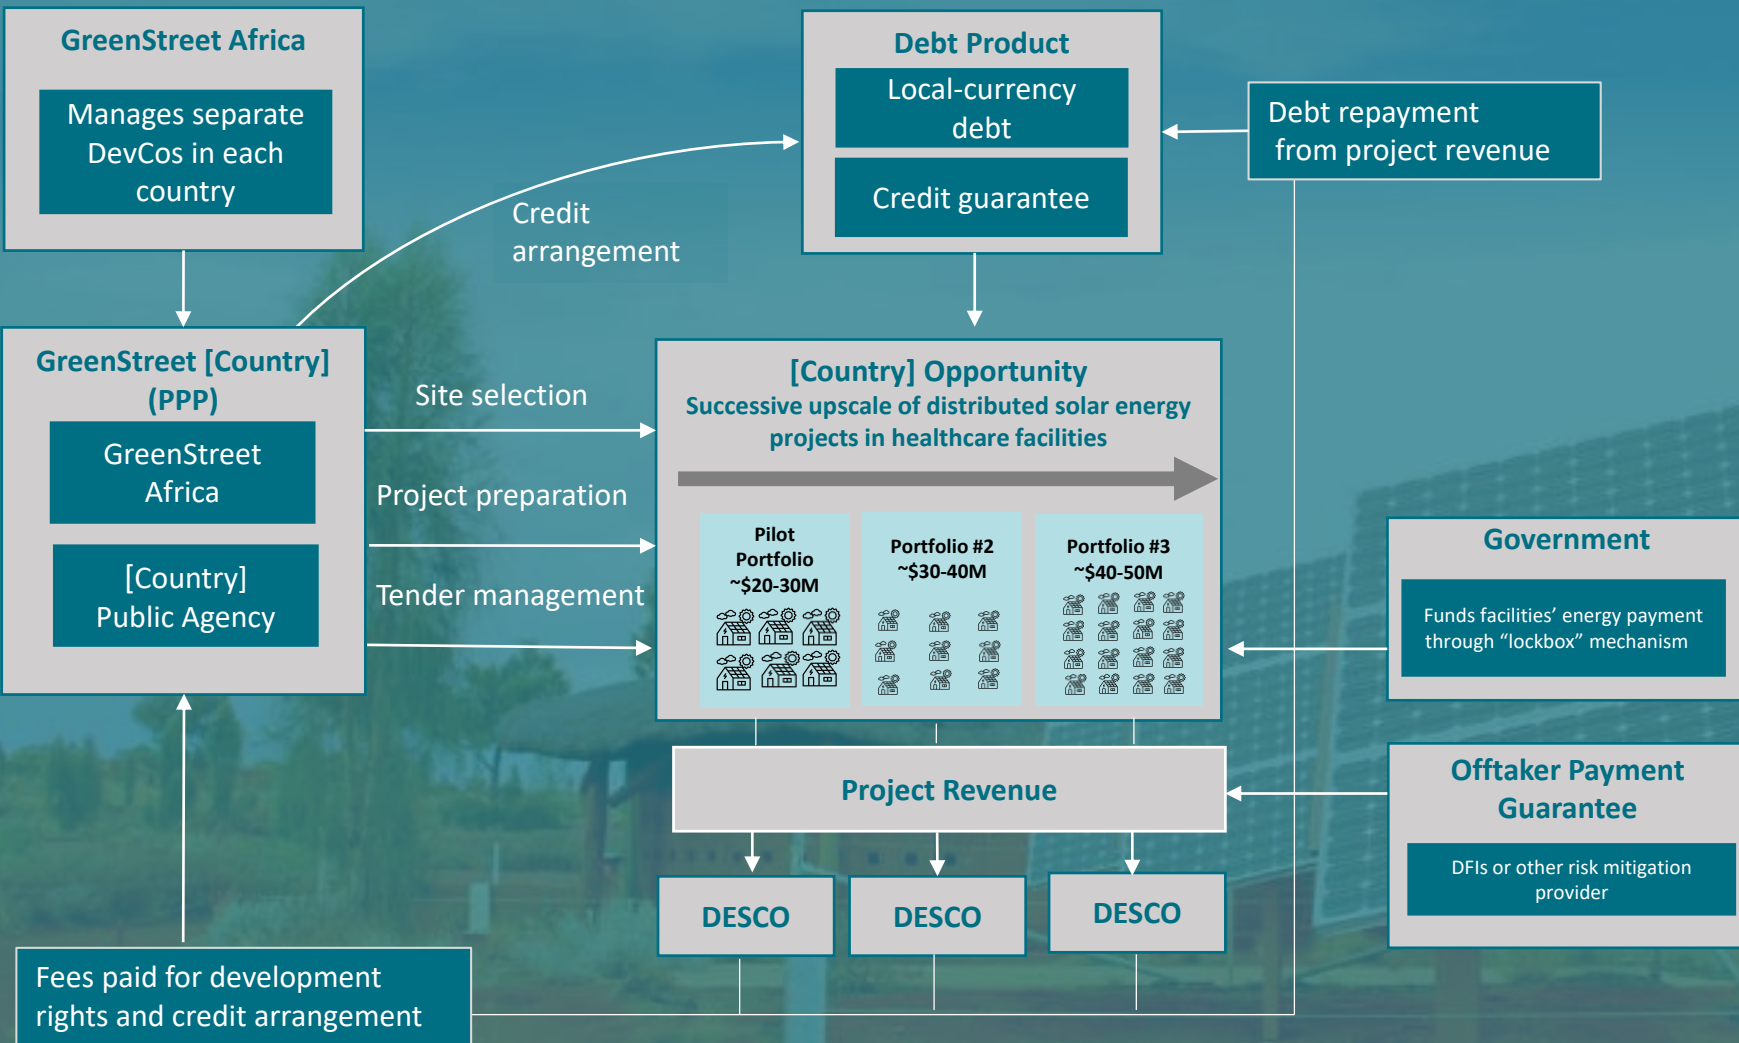 GreenStreet Africa
Manages separate
DevCos in each
country
Debt Product
Local-currency
debt
Credit guarantee
Debt repayment
from project revenue
Credit
arrangement
GreenStreet [Country]
(PPP)
GreenStreet
Africa
[Country]
Public Agency
Site selection
Project preparation
Tender management
[Country] Opportunity
Successive upscale of distributed solar energy
projects in healthcare facilities
Pilot
Portfolio
~$20-30M
Portfolio #2
~$30-40M
Portfolio #3
~$40-50M
Government
Funds facilities’ energy payment
through “lockbox” mechanism
Project Revenue
Offtaker Payment
Guarantee
DFIs or other risk mitigation
provider
DESCO
DESCO
DESCO
Fees paid for development
rights and credit arrangement